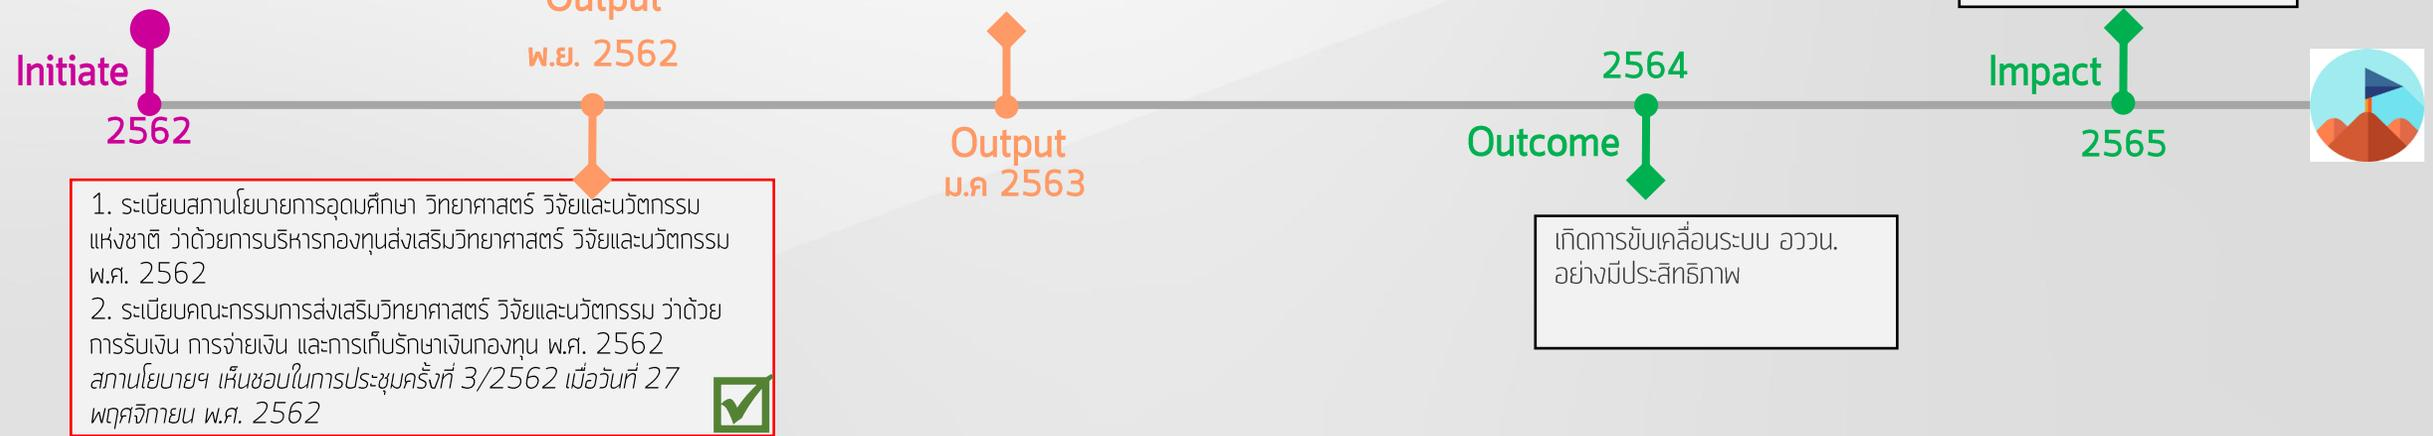 Output
พ.ย. 2562
Initiate
2562
Output
ม.ค 2563
2564
Outcome
Impact
2565
1. ระเบียบสภานโยบายการอุดมศึกษา วิทยาศาสตร์ วิจัยและนวัตกรรม
แห่งชาติ ว่าด้วยการบริหารกองทุนส่งเสริมวิทยาศาสตร์ วิจัยและนวัตกรรม
พ.ศ. 2562
2. ระเบียบคณะกรรมการส่งเสริมวิทยาศาสตร์ วิจัยและนวัตกรรม ว่าด้วย
การรับเงิน การจ่ายเงิน และการเก็บรักษาเงินกองทุน พ.ศ. 2562
สภานโยบายฯ เห็นชอบในการประชุมครั้งที่ 3/2562 เมื่อวันที่ 27
พฤศจิกายน พ.ศ. 2562
เกิดการขับเคลื่อนระบบ อววน.
อย่างมีประสิทธิภาพ